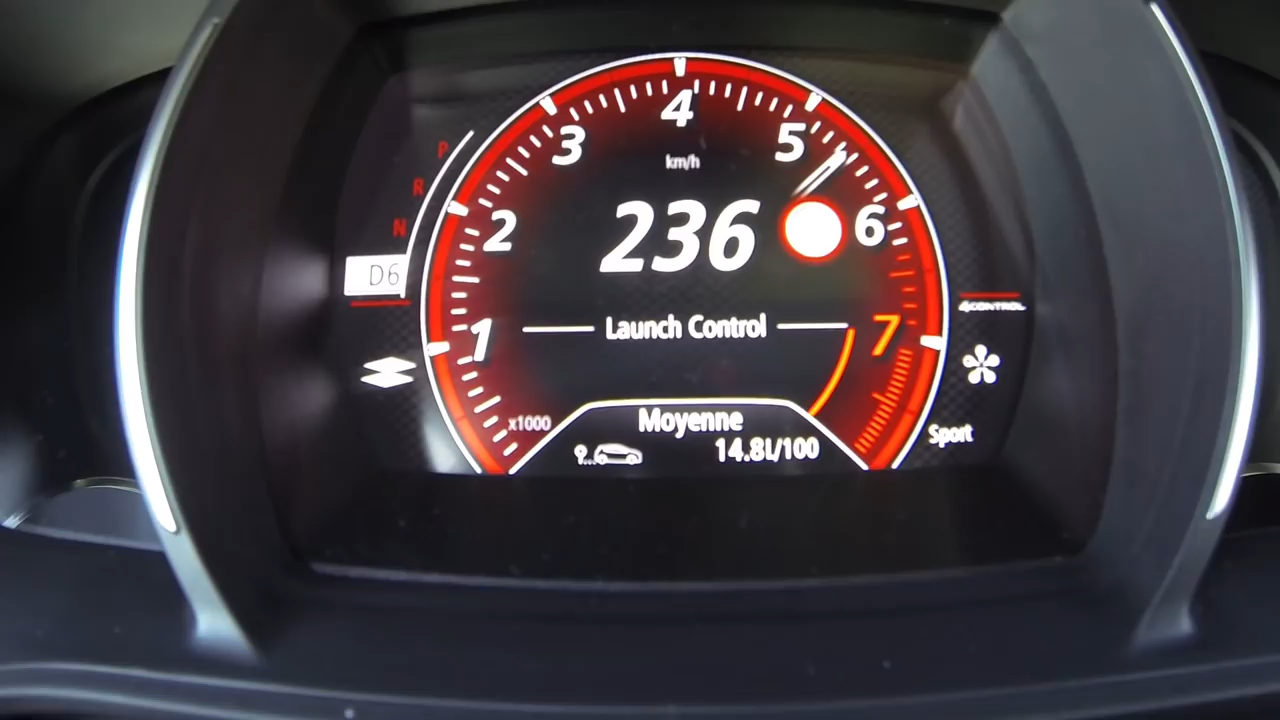 P
R
N
D6
1
2
3
4
5
6
7
km/h
236
Launch Control
x1000
Moyenne
14.8L/100
4CONTROL
Sport